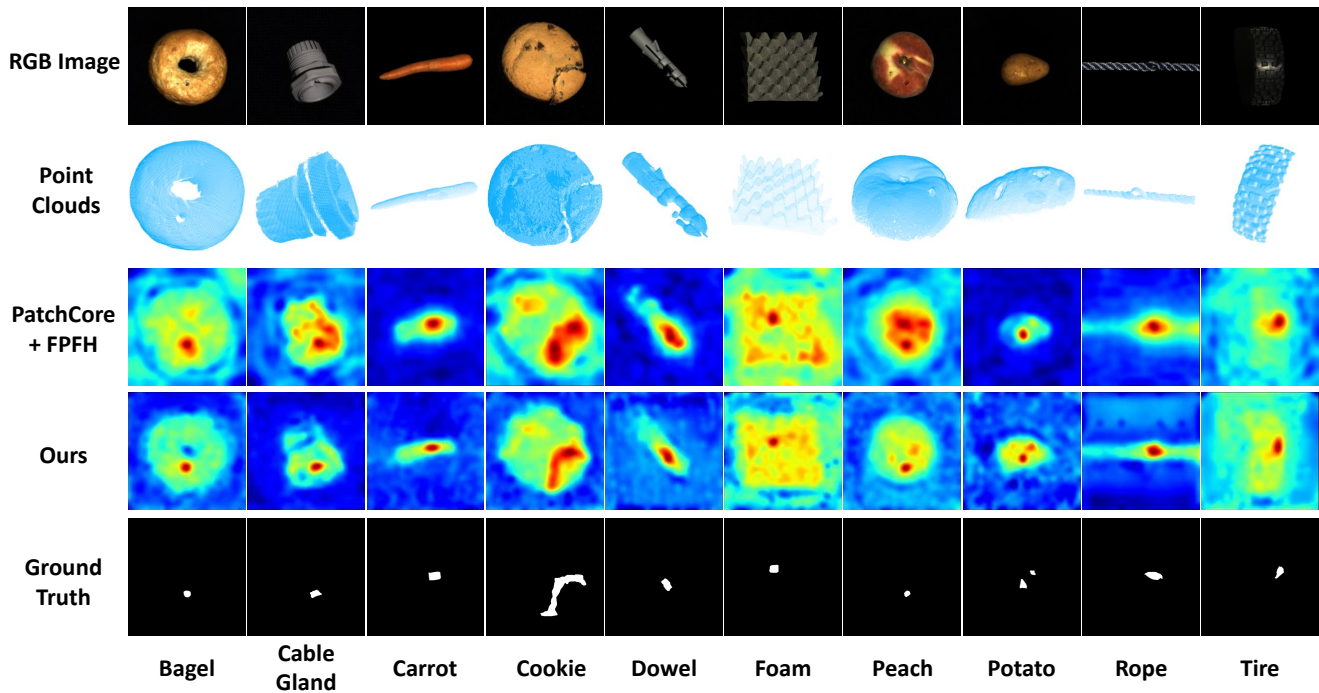 RGB Image
Point
Clouds
PatchCore
+ FPFH
Ours
Ground
Truth
Bagel
Cable
Gland
Carrot
Cookie
Dowel
Foam
Peach
Potato
Rope
Tire